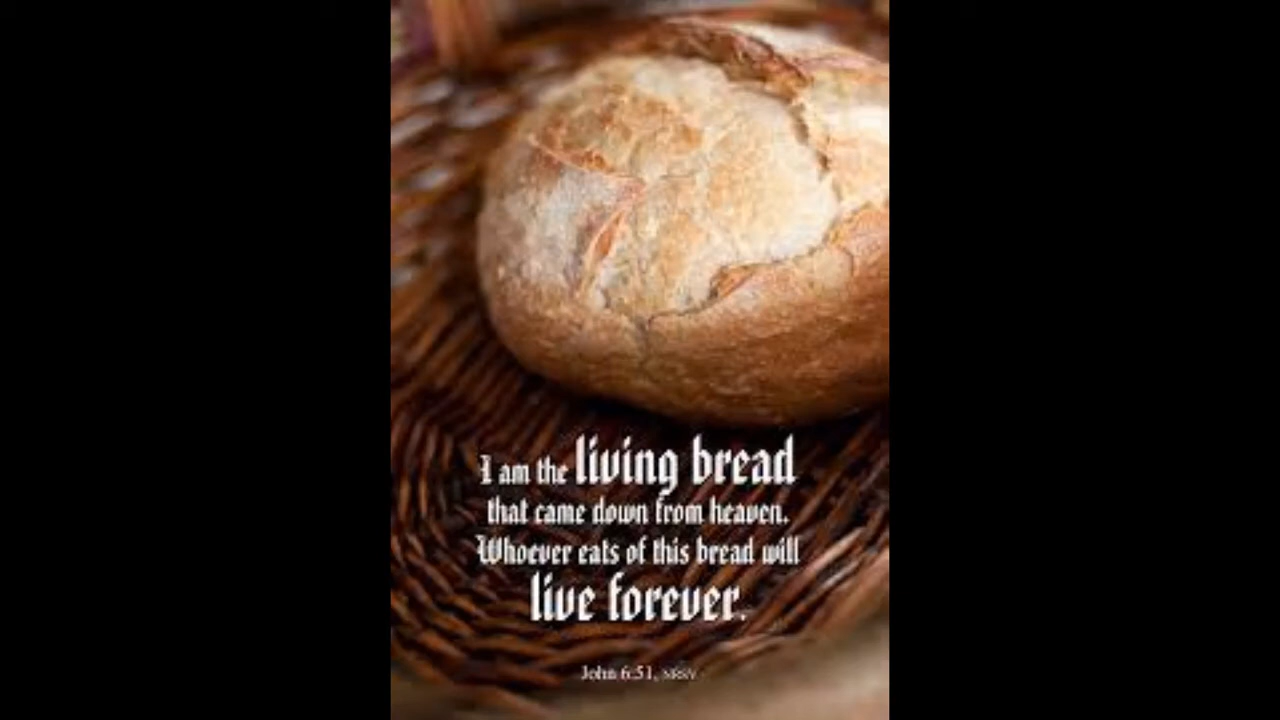 I am the living bread
that came down from heaven.
Whoever eats of this bread will
live forever.
John 6:51, NRSV